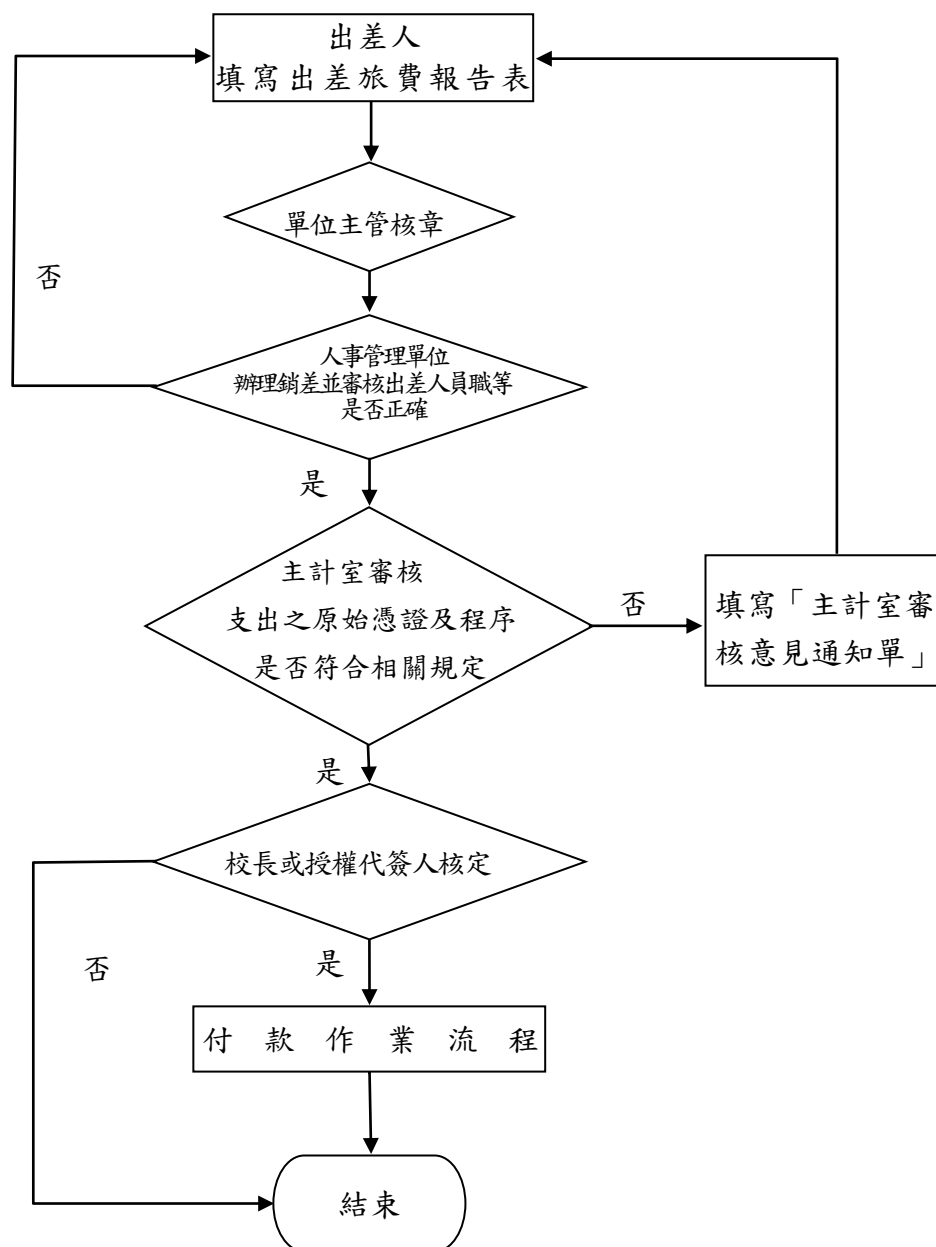 出差人
填寫出差旅費報告表
單位主管核章
否
人事管理單位
辦理銷差並審核出差人員職等
是否正確
是
主計室審核
支出之原始憑證及程序
是否符合相關規定
否
填寫「主計室審
核意見通知單」
是
校長或授權代簽人核定
否
是
付款作業流程
結束